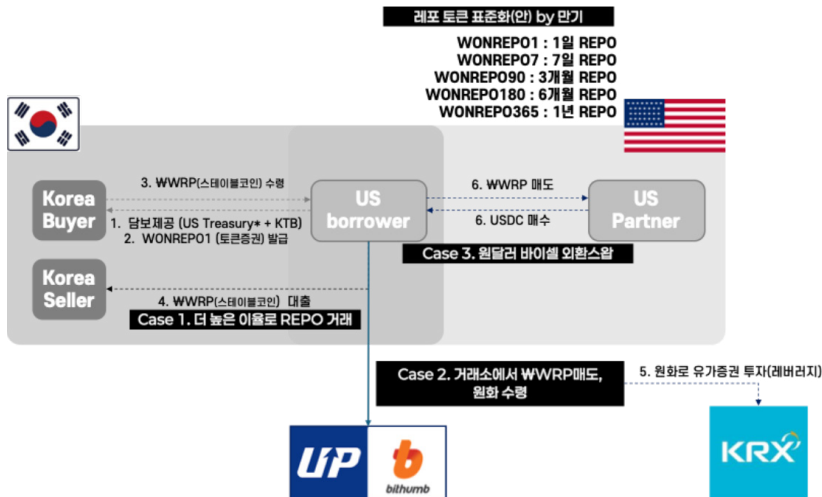 레포 토큰 표준화(안) by 만기
WONREPO1 : 1일 REPO
WONREPO7 : 7일 REPO
WONREPO90 : 3개월 REPO
WONREPO180 : 6개월 REPO
WONREPO365 : 1년 REPO
Korea
Buyer
3. ₩WRP(스테이블코인) 수령
1. 담보제공 (US Treasury* + KTB)
2. WONREPO1 (토큰증권) 발급
US
borrower
6. ₩WRP 매도
6. USDC 매수
US
Partner
Case 3. 원달러 바이셀 외환스왑
Korea
Seller
4. ₩WRP(스테이블코인) 대출
Case 1. 더 높은 이율로 REPO 거래
Case 2. 거래소에서 ₩WRP매도,
원화 수령
5. 원화로 유가증권 투자(레버러지)
UP
bithumb
KRX